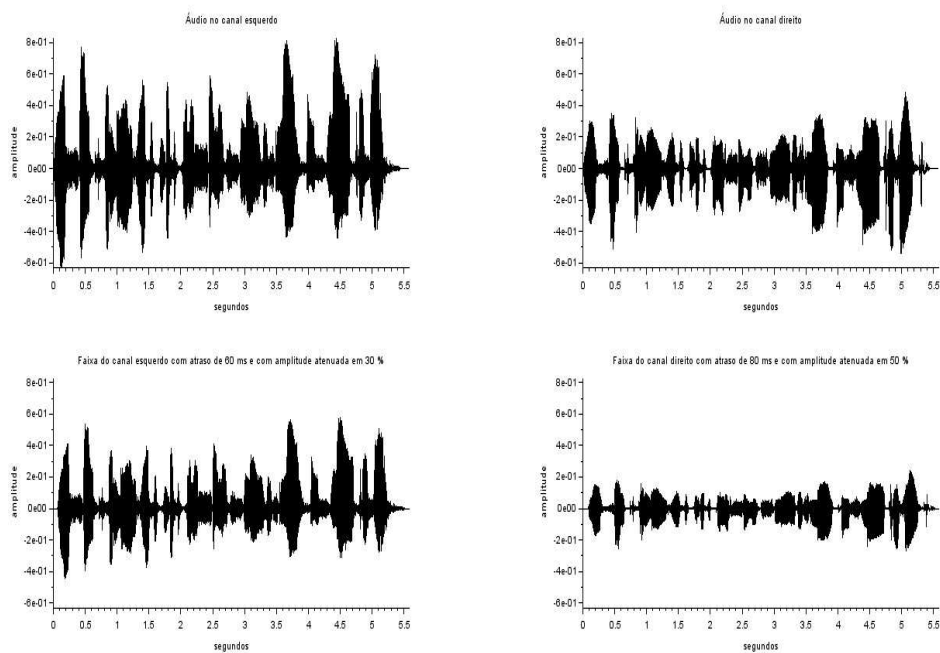 Áudio no canal esquerdo
8e-01
6e-01
4e-01
2e-01
0e00
-2e-01
-4e-01
-6e-01
amplitude
0 0.5 1 1.5 2 2.5 3 3.5 4 4.5 5 5.5
segundos
Áudio no canal direito
8e-01
6e-01
4e-01
2e-01
0e00
-2e-01
-4e-01
-6e-01
amplitude
0 0.5 1 1.5 2 2.5 3 3.5 4 4.5 5 5.5
segundos
Faixa do canal esquerdo com atraso de 60 ms e com amplitude atenuada em 30 %
8e-01
6e-01
4e-01
2e-01
0e00
-2e-01
-4e-01
-6e-01
amplitude
0 0.5 1 1.5 2 2.5 3 3.5 4 4.5 5 5.5
segundos
Faixa do canal direito com atraso de 80 ms e com amplitude atenuada em 50 %
8e-01
6e-01
4e-01
2e-01
0e00
-2e-01
-4e-01
-6e-01
amplitude
0 0.5 1 1.5 2 2.5 3 3.5 4 4.5 5 5.5
segundos